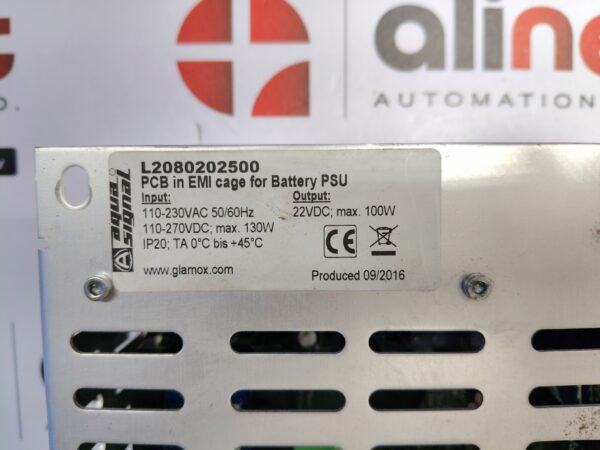 aline
AUTOMATION
D.
aqua
signal
L2080202500
PCB in EMI cage for Battery PSU
Input: Output:
110-230VAC 50/60Hz 22VDC; max. 100W
110-270VDC; max. 130W
IP20; TA 0°C bis +45°C
CE
www.glamox.com Produced 09/2016